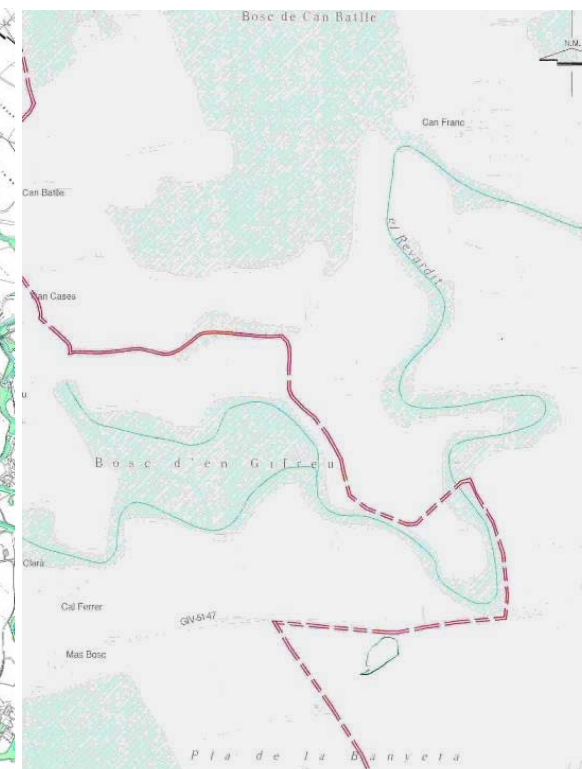 Bosc de Can Batlle
N.M.
Can Franc
Can Batlle
el Revardit
Can Cases
u
Bosc d'en Gifreu
Clarà
Cal Ferrer
GIV-5147
Mas Bosc
Pla de la Banyeta